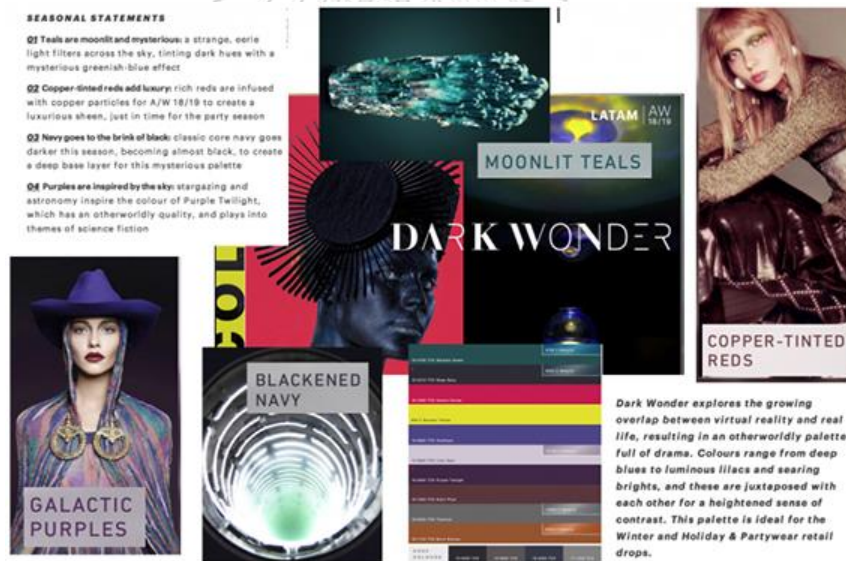 SEASONAL STATEMENTS
01 Teals are moonlit and mysterious: a strange, eerie
light filters across the sky, tinting dark hues with a
mysterious greenish-blue effect
02 Copper-tinted reds add luxury: rich reds are infused
with copper particles for A/W 18/19 to create a
luxurious sheen, just in time for the party season
03 Navy goes to the brink of black: classic core navy goes
darker this season, becoming almost black, to create
a deep base layer for this mysterious palette
04 Purples are inspired by the sky: stargazing and
astronomy inspire the colour of Purple Twilight,
which has an otherworldly quality, and plays into
themes of science fiction
LATAM AW
18/19
MOONLIT TEALS
DARK WONDER
COL
COPPER-TINTED
REDS
BLACKENED
NAVY
GALACTIC
PURPLES
Dark Wonder explores the growing
overlap between virtual reality and real
life, resulting in an otherworldly palette
full of drama. Colours range from deep
blues to luminous lilacs and searing
brights, and these are juxtaposed with
each other for a heightened sense of
contrast. This palette is ideal for the
Winter and Holiday & Partywear retail
drops.